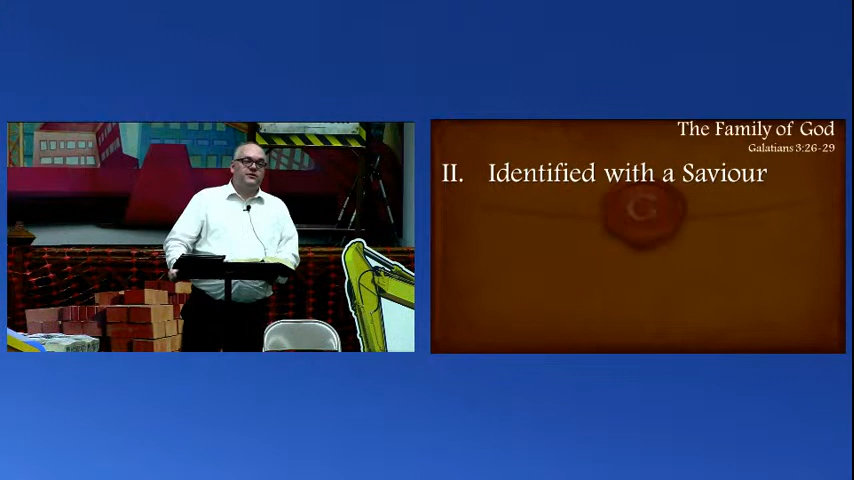 The Family of God
Galatians 3:26-29
II. Identified with a Saviour
G